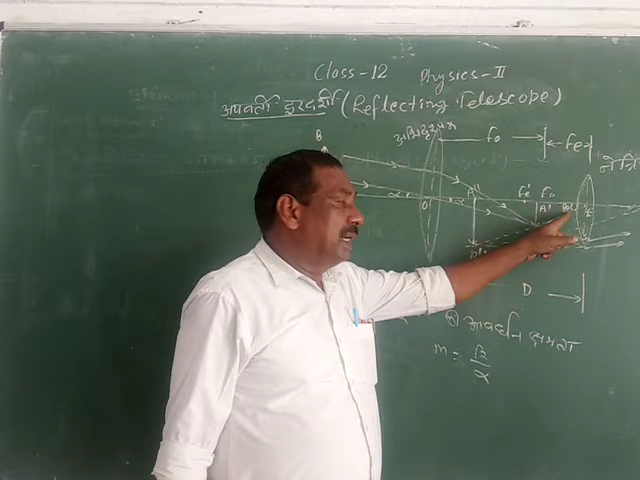 Class-12 Physics-II
अपवर्ती दूरदर्शी (Reflecting Telescope)
B
अभिदृश्यक
fo
fe
α
O
A"
fe' fo
A'
B"
D
आवर्धन क्षमता
m = β/α